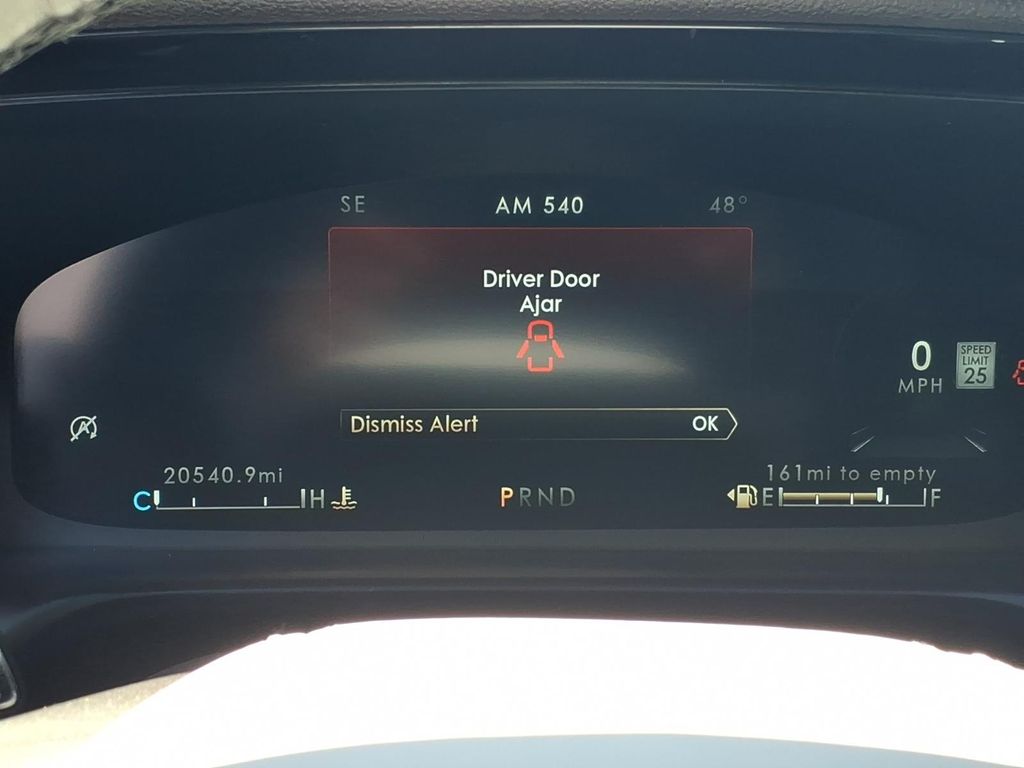 SE AM 540 48°
Driver Door
Ajar
0
MPH
SPEED
LIMIT
25
Dismiss Alert OK
20540.9mi
161mi to empty
C H
PRND
E F